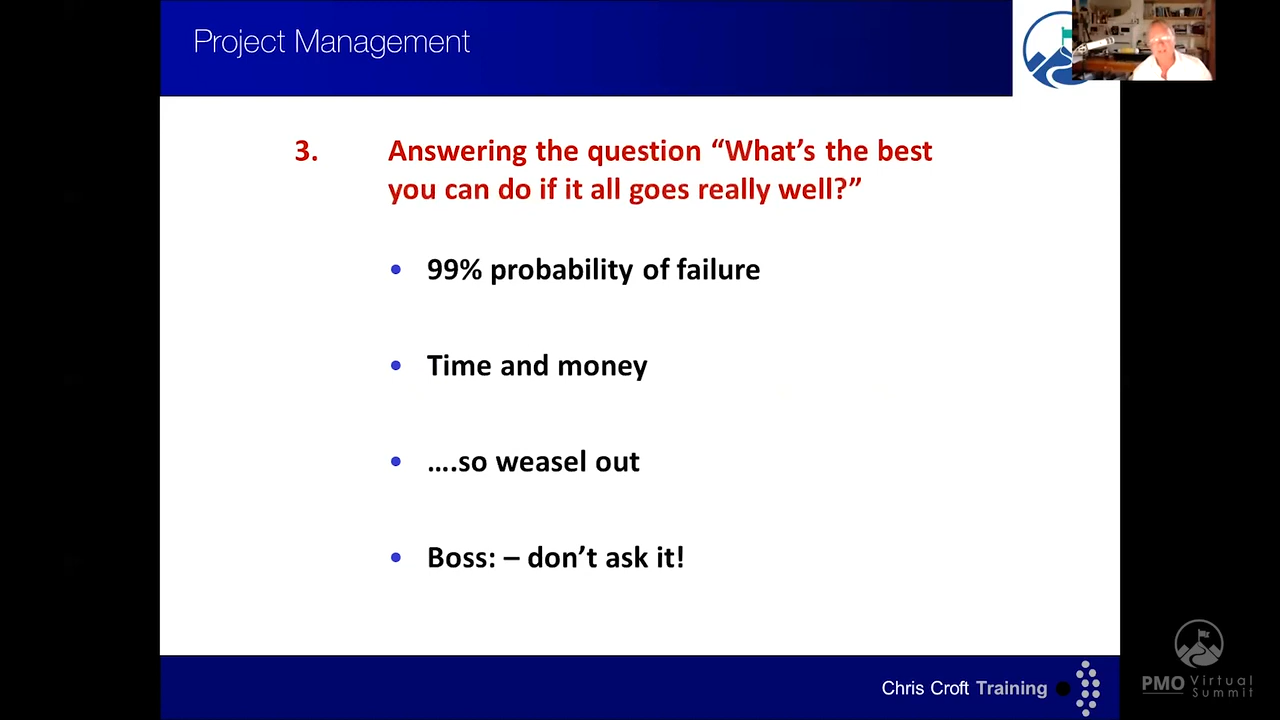 Project Management
3. Answering the question “What’s the best
you can do if it all goes really well?”
• 99% probability of failure
• Time and money
• ….so weasel out
• Boss: – don’t ask it!
Chris Croft Training
PMO Virtual
Summit